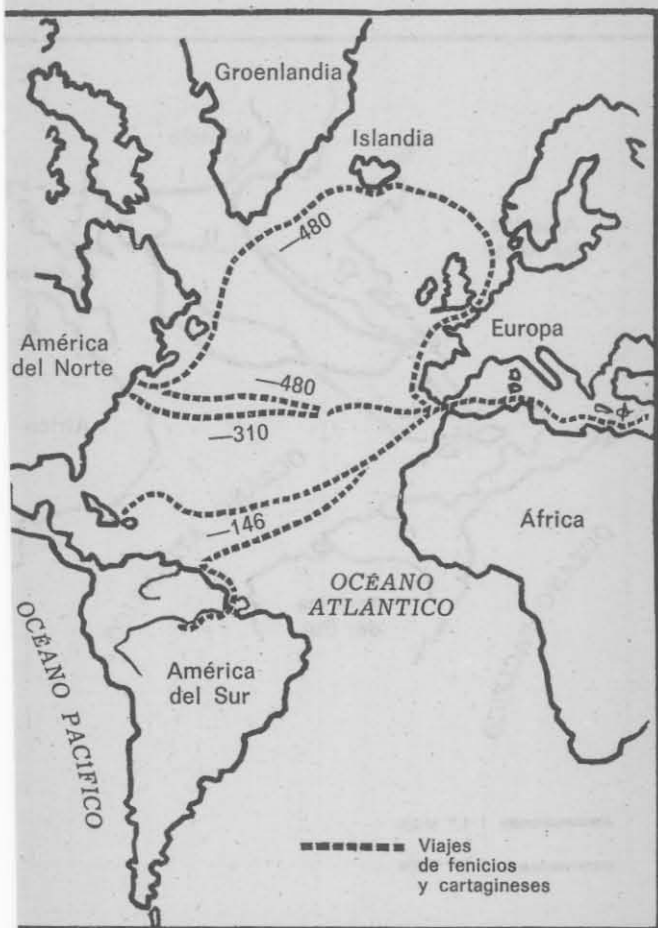 Groenlandia
Islandia
—480
América
del Norte
Europa
—480
—310
África
—146
OCÉANO
ATLÁNTICO
OCÉANO PACÍFICO
América
del Sur
Viajes
de fenicios
y cartagineses